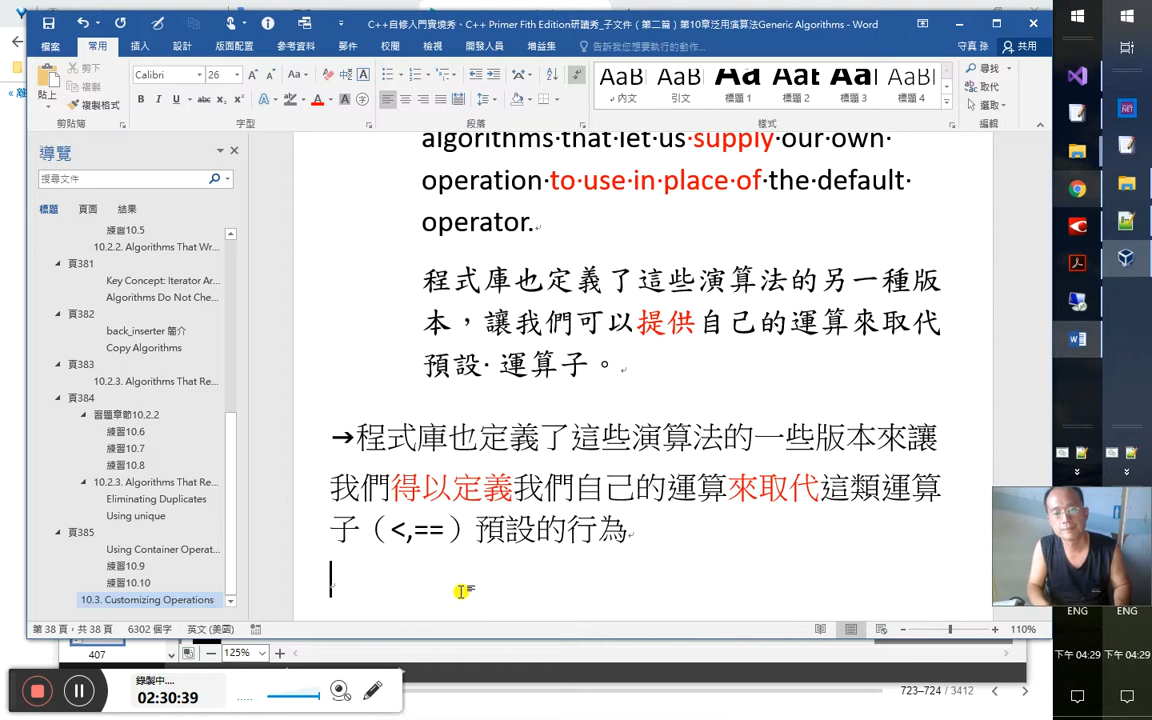 C++自修入門實境秀、C++ Primer Fith Edition研讀秀_子文件（第二篇）第10章泛用演算法Generic Algorithms - Word
檔案 常用 插入 設計 版面配置 參考資料 郵件 校閱 檢視 開發人員 增益集 告訴我您想要執行的動作... 守真 孫 共用
貼上 剪下 複製 複製格式
Calibri 26
B I U abc
AaBl AaBb AaB AaB AaBl AaBb
內文 引文 標題 1 標題 2 標題 3 標題 4
尋找 取代 選取
剪貼簿 字型 段落 樣式 編輯
導覽
搜尋文件
標題 頁面 結果
練習10.5
10.2.2. Algorithms That Wr...
頁381
Key Concept: Iterator Ar...
Algorithms Do Not Che...
頁382
back_inserter 簡介
Copy Algorithms
頁383
10.2.3. Algorithms That Re...
頁384
習題章節10.2.2
練習10.6
練習10.7
練習10.8
10.2.3. Algorithms That Re...
Eliminating Duplicates
Using unique
頁385
Using Container Operat...
練習10.9
練習10.10
10.3. Customizing Operations
algorithms·that·let·us·supply·our·own·
operation·to·use·in·place·of·the·default·
operator.
程式庫也定義了這些演算法的另一種版
本，讓我們可以提供自己的運算來取代
預設·運算子。
➔程式庫也定義了這些演算法的一些版本來讓
我們得以定義我們自己的運算來取代這類運算
子（<,==）預設的行為
第 38 頁，共 38 頁 6302 個字 英文 (美國) 110%
407 125%
723–724 / 3412
錄製中...
02:30:39
ENG ENG
下午 04:29 下午 04:29